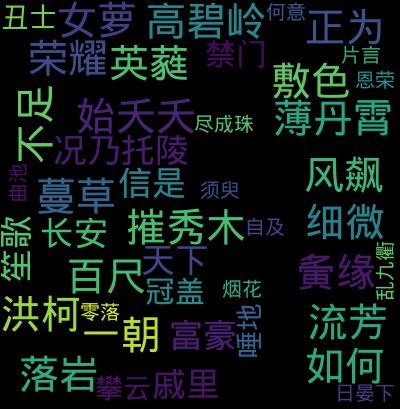 丑士
女萝
高碧岭
何意
正为
荣耀
英蕤
禁门
片言
敷色
恩荣
不足
始夭夭
尽成珠
薄丹霄
况乃托陵
曲池
蔓草
信是
须臾
风飙
笙歌
长安
摧秀木
自及
细微
乱九衢
天下
百尺
冠盖
烟花
夤缘
洪柯
零落
一朝
富豪
唾地
流芳
落岩
攀云
戚里
如何
日晏下